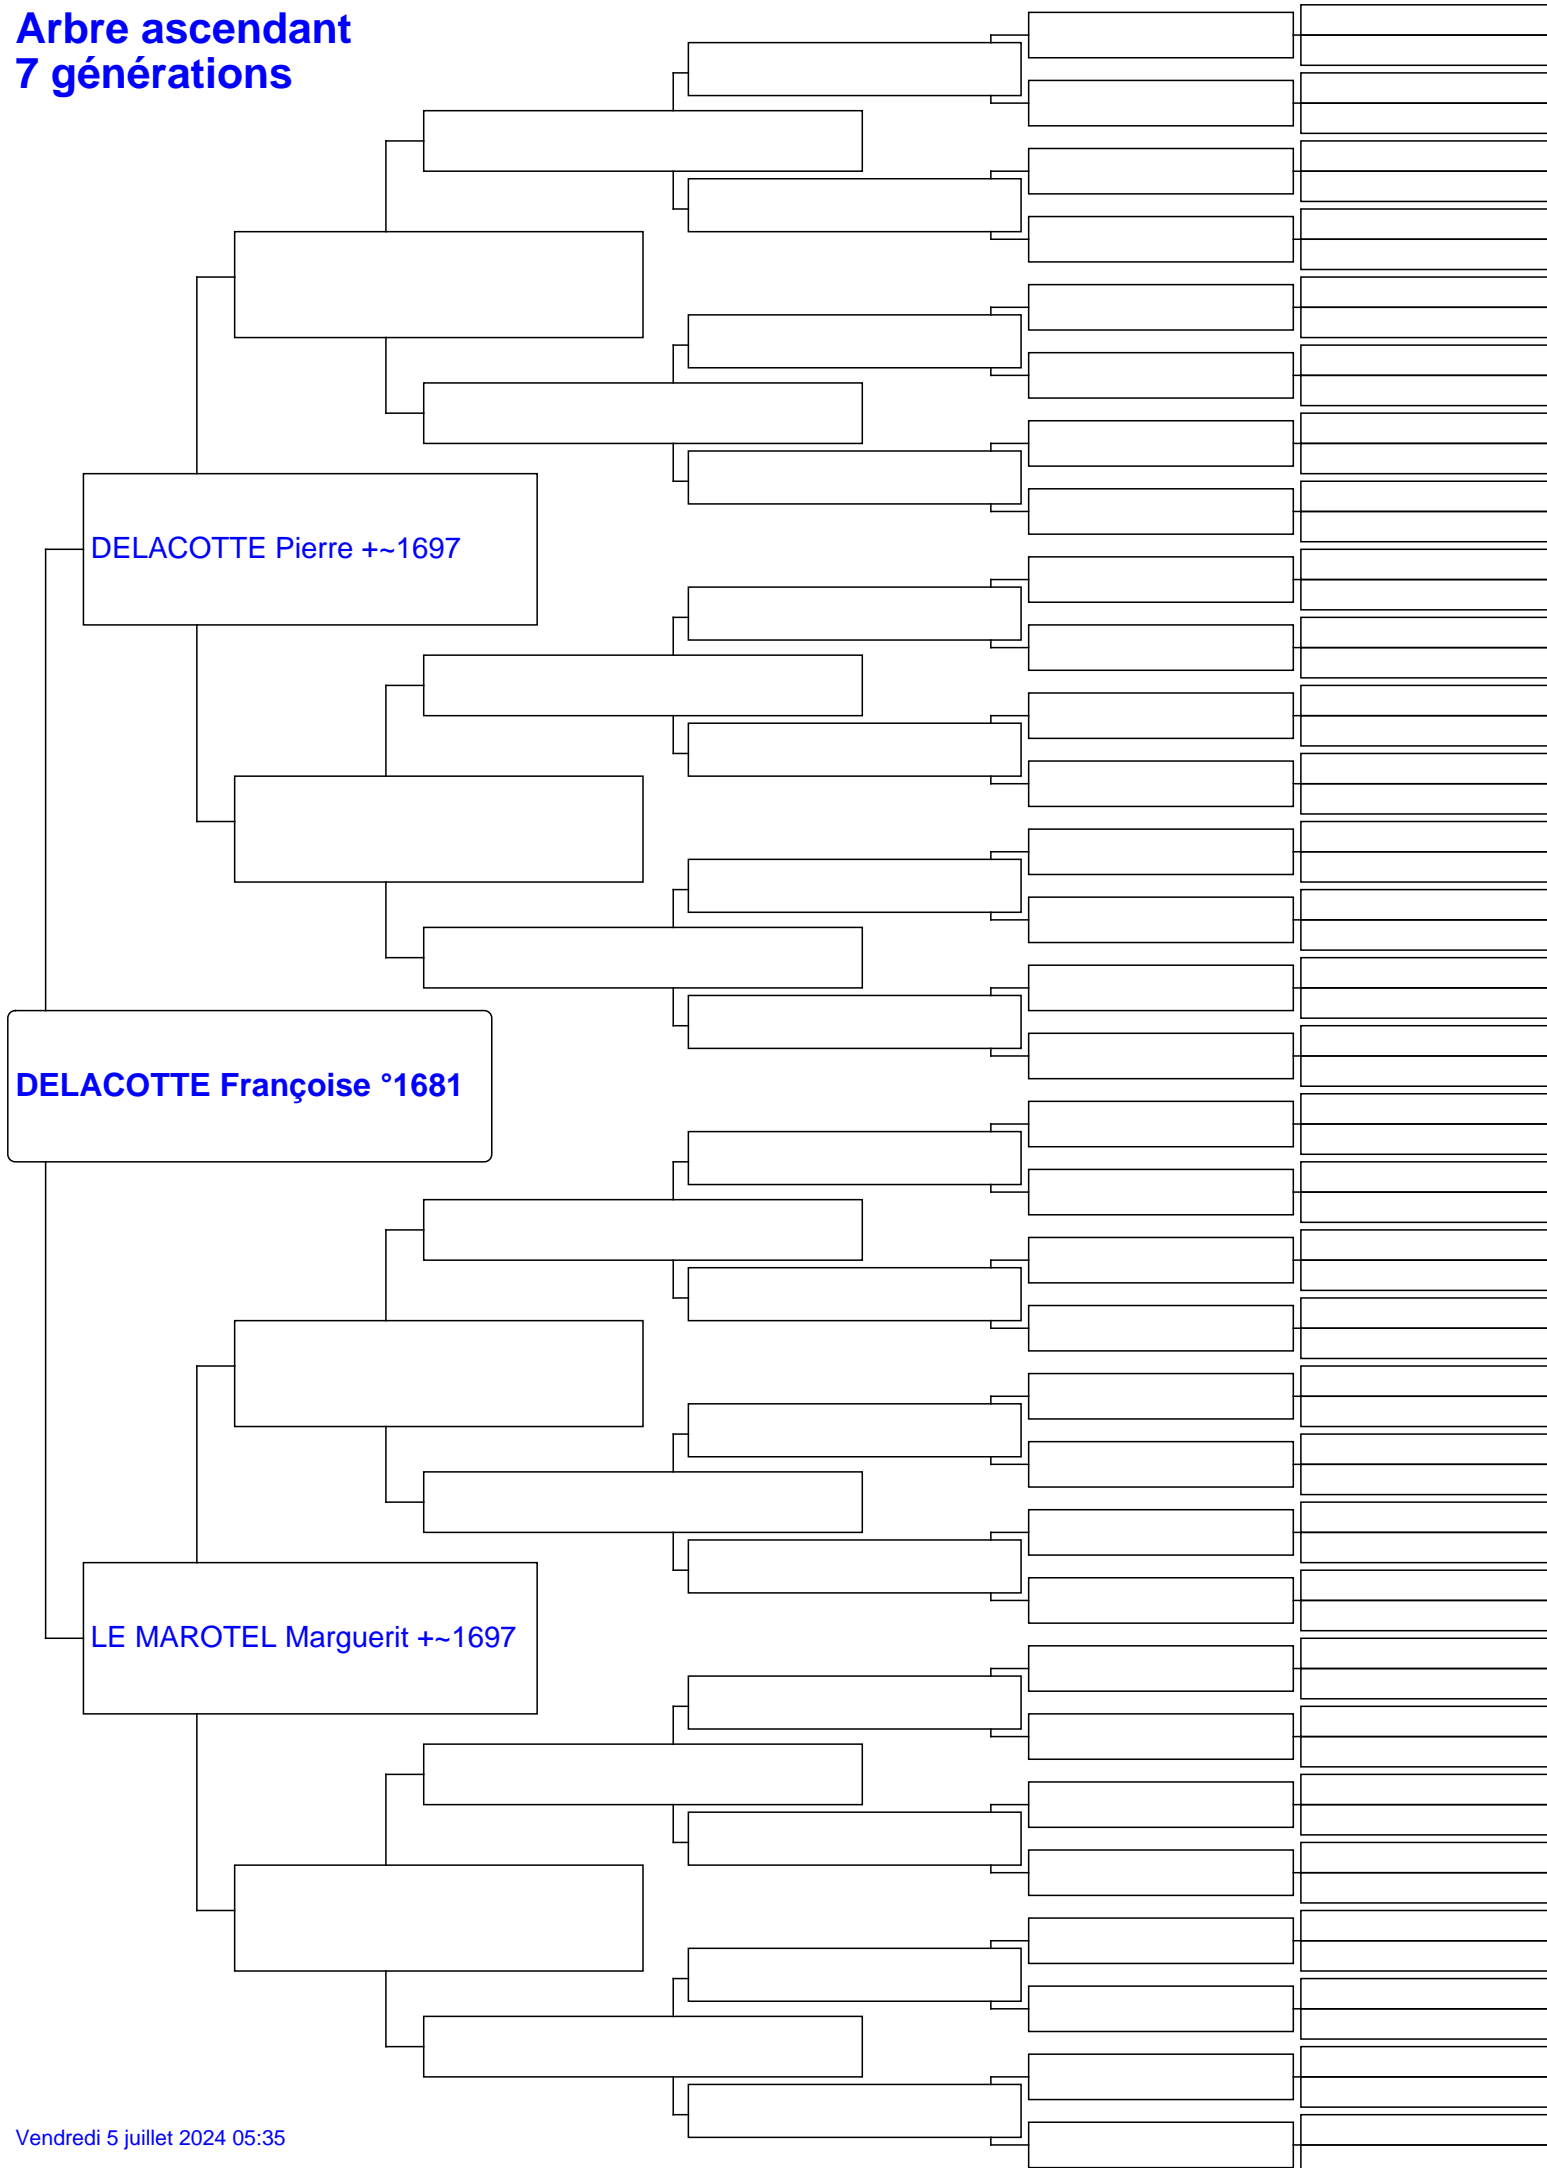 Arbre ascendant
7 générations
DELACOTTE Pierre +~1697
DELACOTTE Françoise °1681
LE MAROTEL Marguerit +~1697
Vendredi 5 juillet 2024 05:35